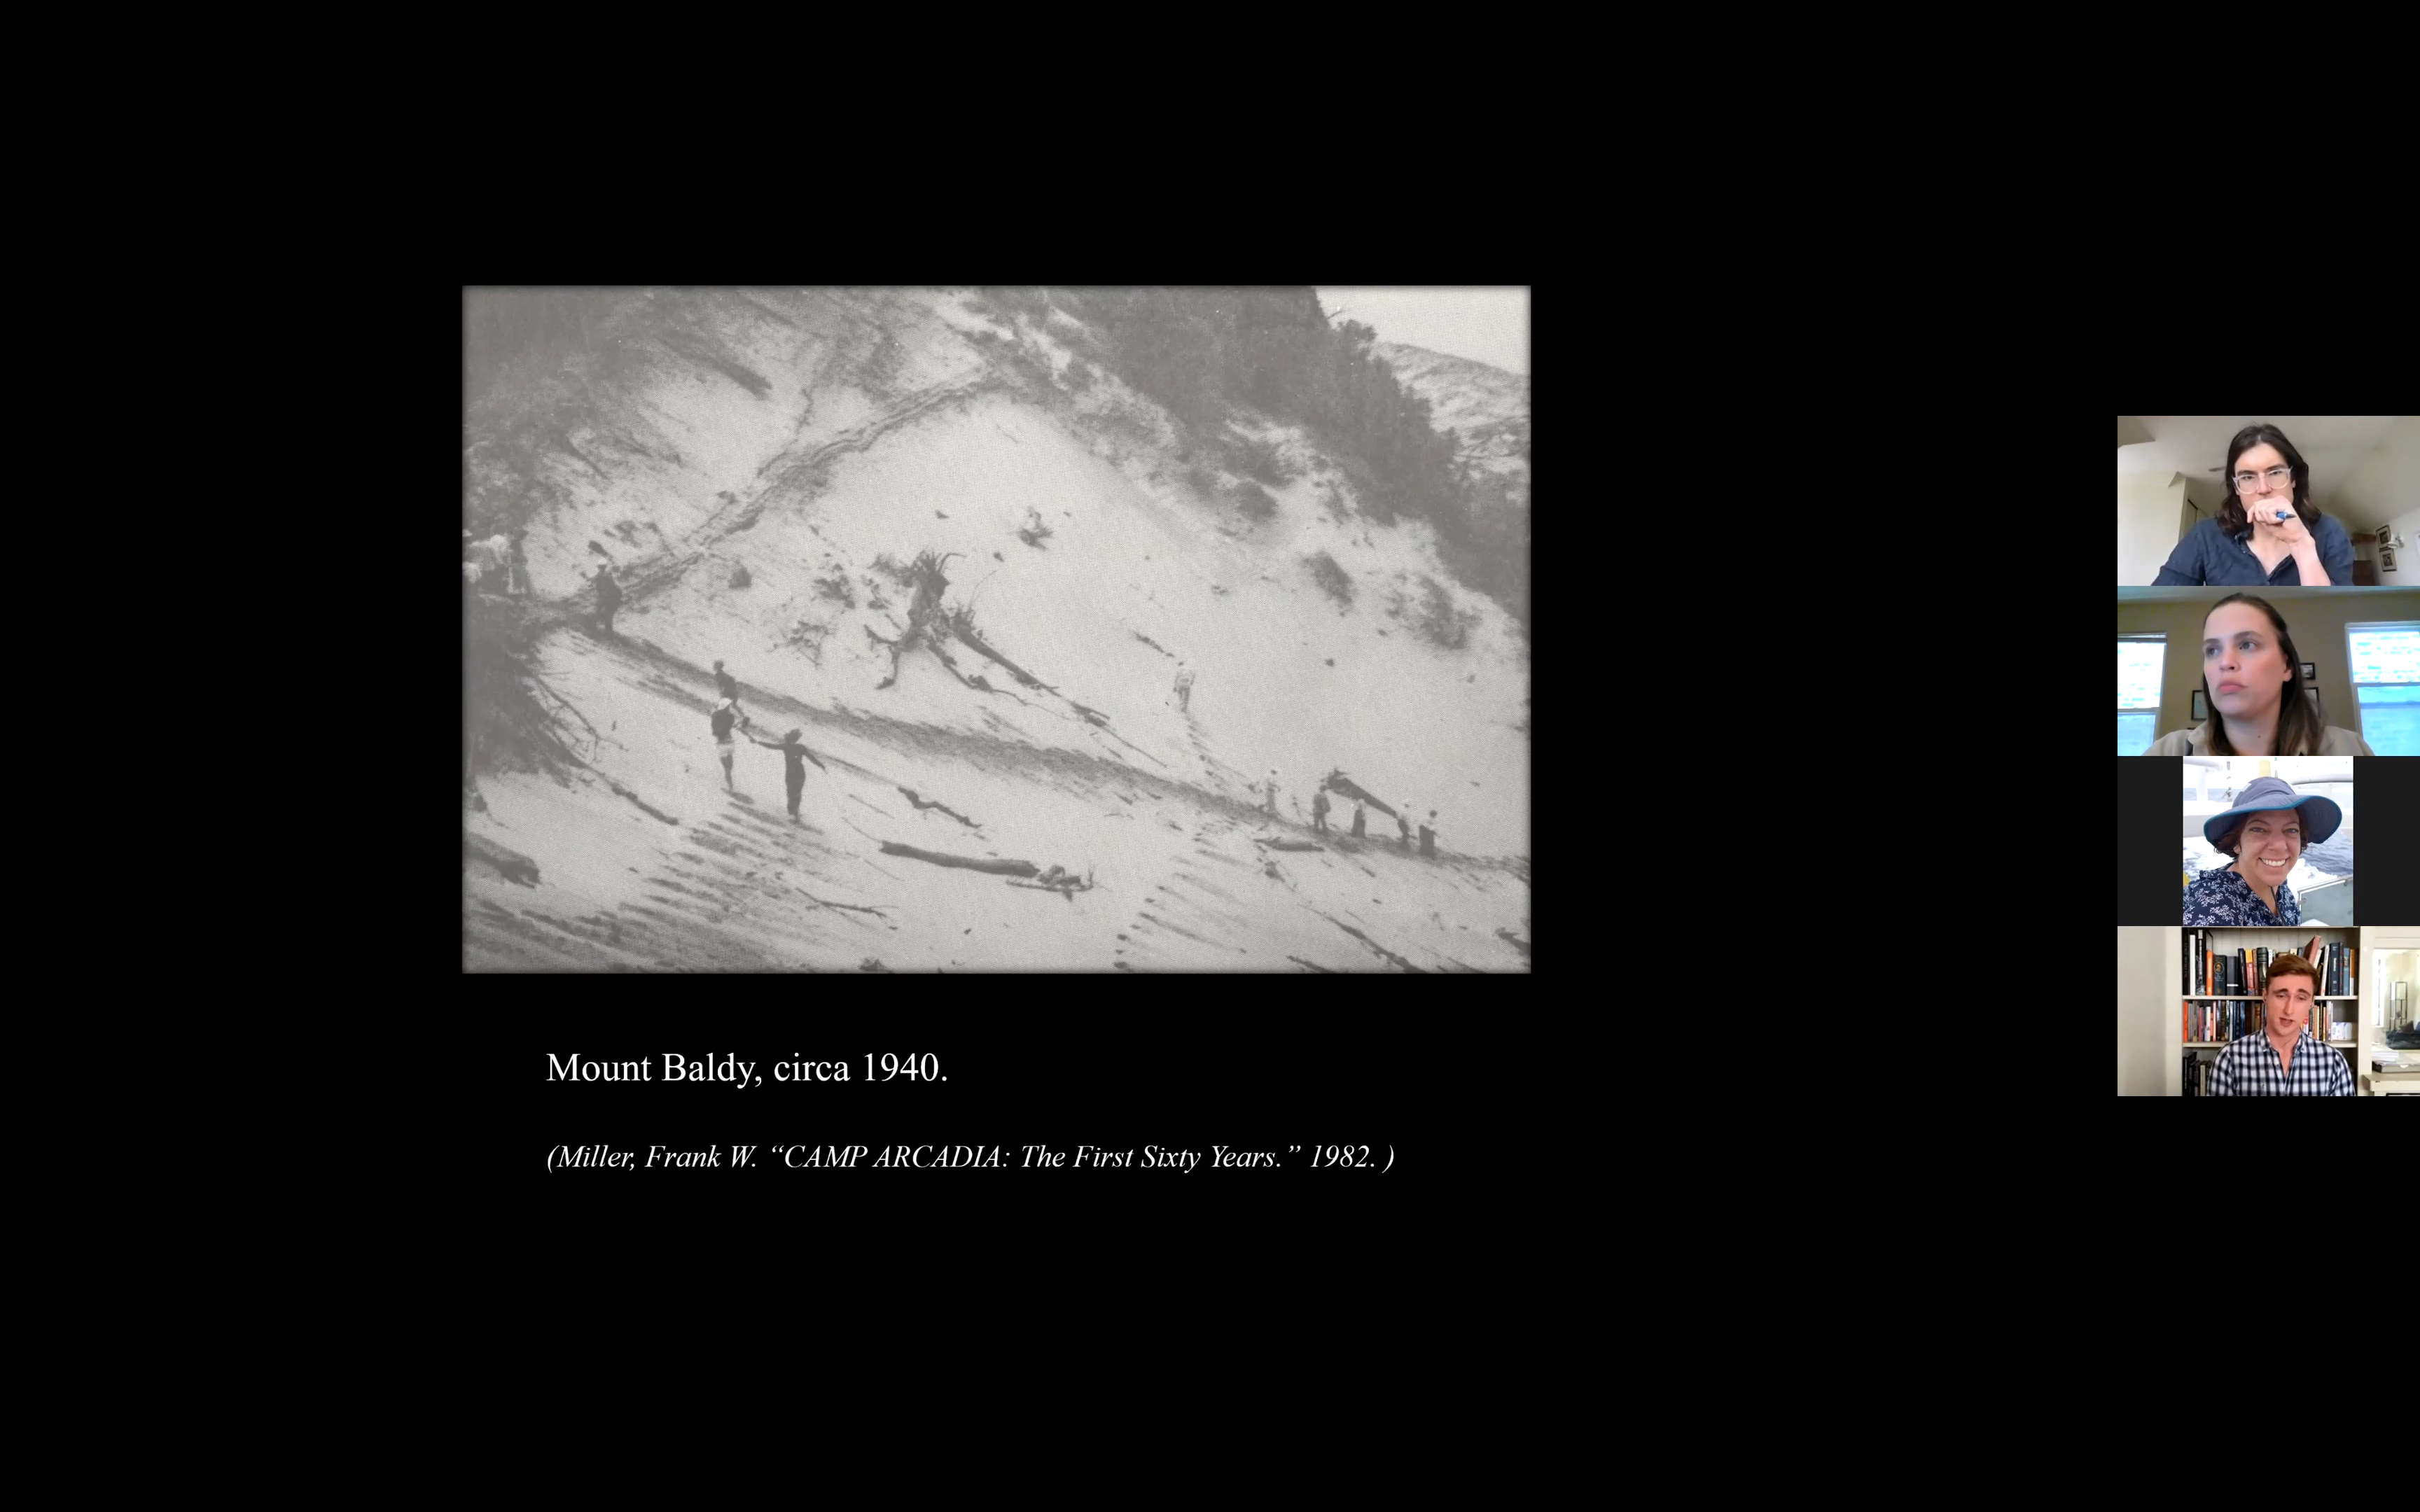 Mount Baldy, circa 1940.
(Miller, Frank W. “CAMP ARCADIA: The First Sixty Years.” 1982. )